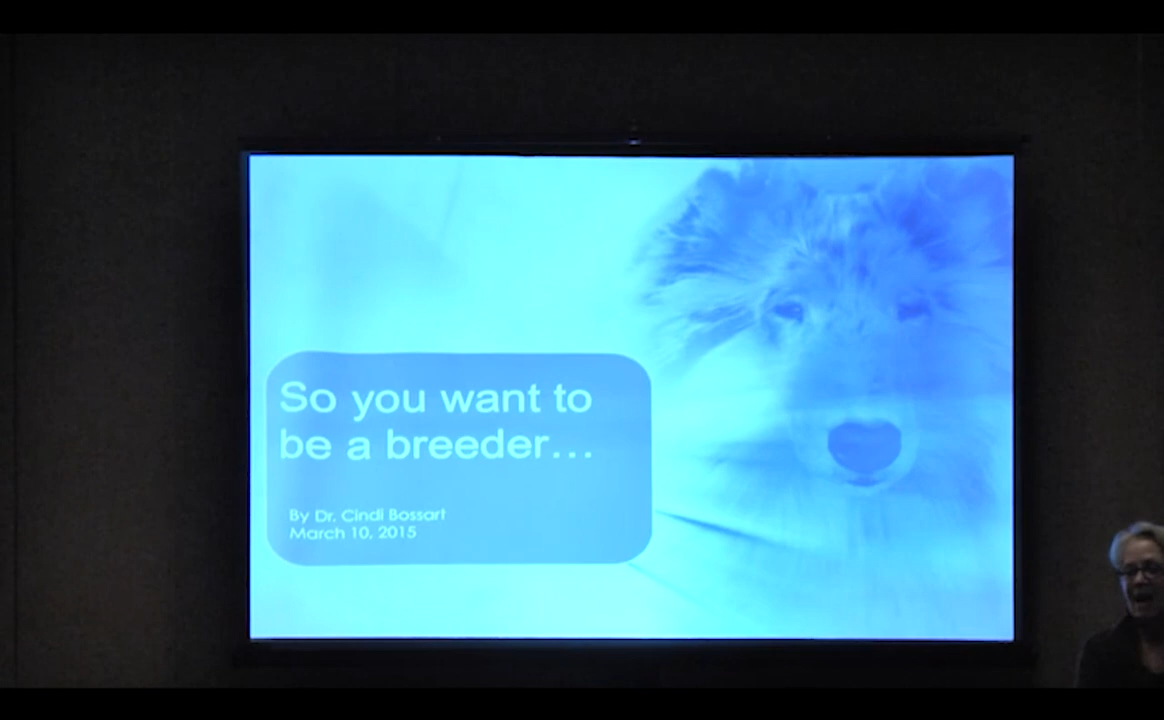 So you want to
be a breeder...
By Dr. Cindi Bossart
March 10, 2015